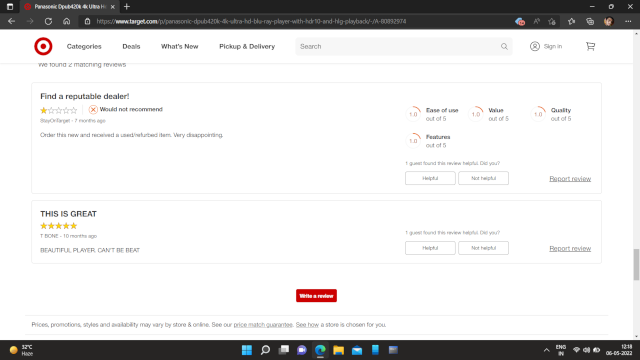 Panasonic Dpub420k 4k Ultra H
https://www.target.com/p/panasonic-dpub420k-4k-ultra-hd-blu-ray-player-with-hdr10-and-hlg-playback/-/A-80892974
Categories Deals What's New Pickup & Delivery Search Sign in
We found 2 matching reviews
Find a reputable dealer!
Would not recommend
StayOnTarget - 7 months ago
Order this new and received a used/refurbed item. Very disappointing.
1.0 Ease of use out of 5
1.0 Value out of 5
1.0 Quality out of 5
1.0 Features out of 5
1 guest found this review helpful. Did you?
Helpful Not helpful Report review
THIS IS GREAT
T BONE - 10 months ago
BEAUTIFUL PLAYER. CAN'T BE BEAT
1 guest found this review helpful. Did you?
Helpful Not helpful Report review
Write a review
Prices, promotions, styles and availability may vary by store & online. See our price match guarantee. See how a store is chosen for you.
32°C
Haze
ENG
IN
12:18
06-05-2022